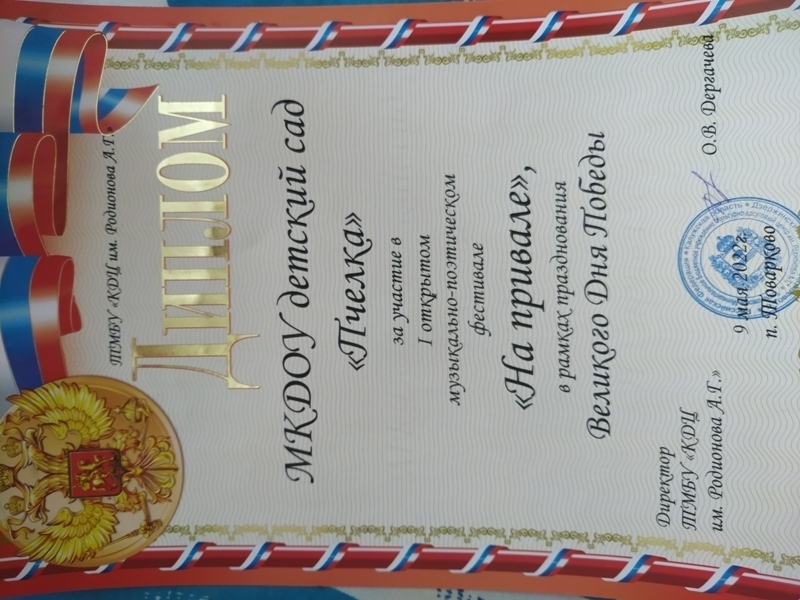 ТМБУ «КДЦ им. Родионова А.Г.»
ДИПЛОМ
МКДОУ детский сад
«Пчелка»
за участие в
I открытом
музыкально-поэтическом
фестивале
«На привале»,
в рамках празднования
Великого Дня Победы
Директор
ТМБУ «КДЦ
им. Родионова А.Г.»
О.В. Дергачева
9 мая 2022 г.
п. Товарково